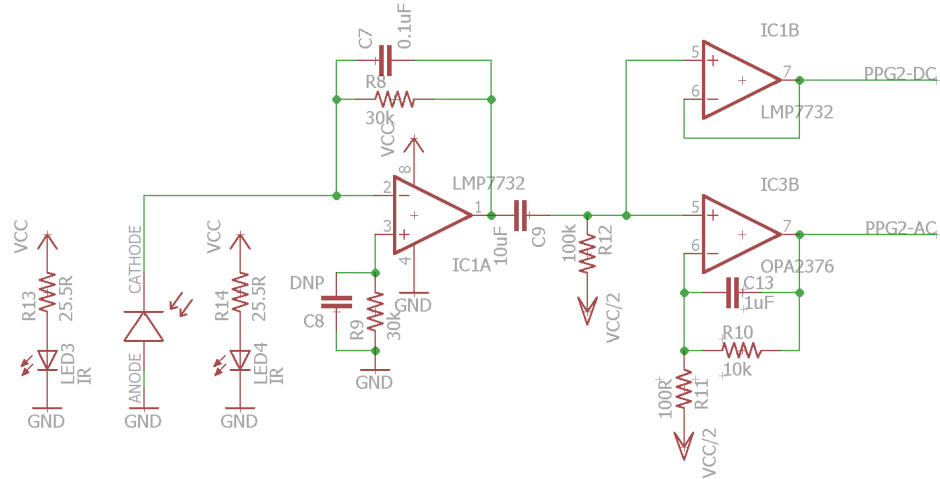 C7
0.1uF
R8
30k
VCC
8
2
3
1
4
LMP7732
IC1A
GND
10uF
C9
100k
R12
VCC/2
IC1B
5
6
7
LMP7732
PPG2-DC
IC3B
5
6
7
OPA2376
PPG2-AC
C13
1uF
R10
10k
100R
R11
VCC/2
VCC
R13
25.5R
LED3
IR
GND
CATHODE
ANODE
GND
VCC
R14
25.5R
LED4
IR
GND
DNP
C8
R9
30k
GND